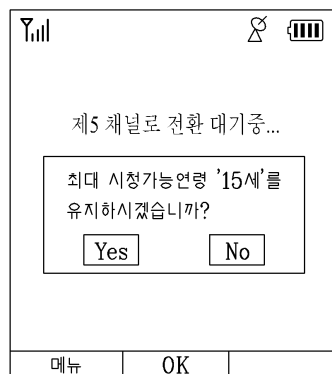 제5 채널로 전환 대기중...
최대 시청가능연령 '15세'를
유지하시겠습니까?
Yes No
메뉴 OK